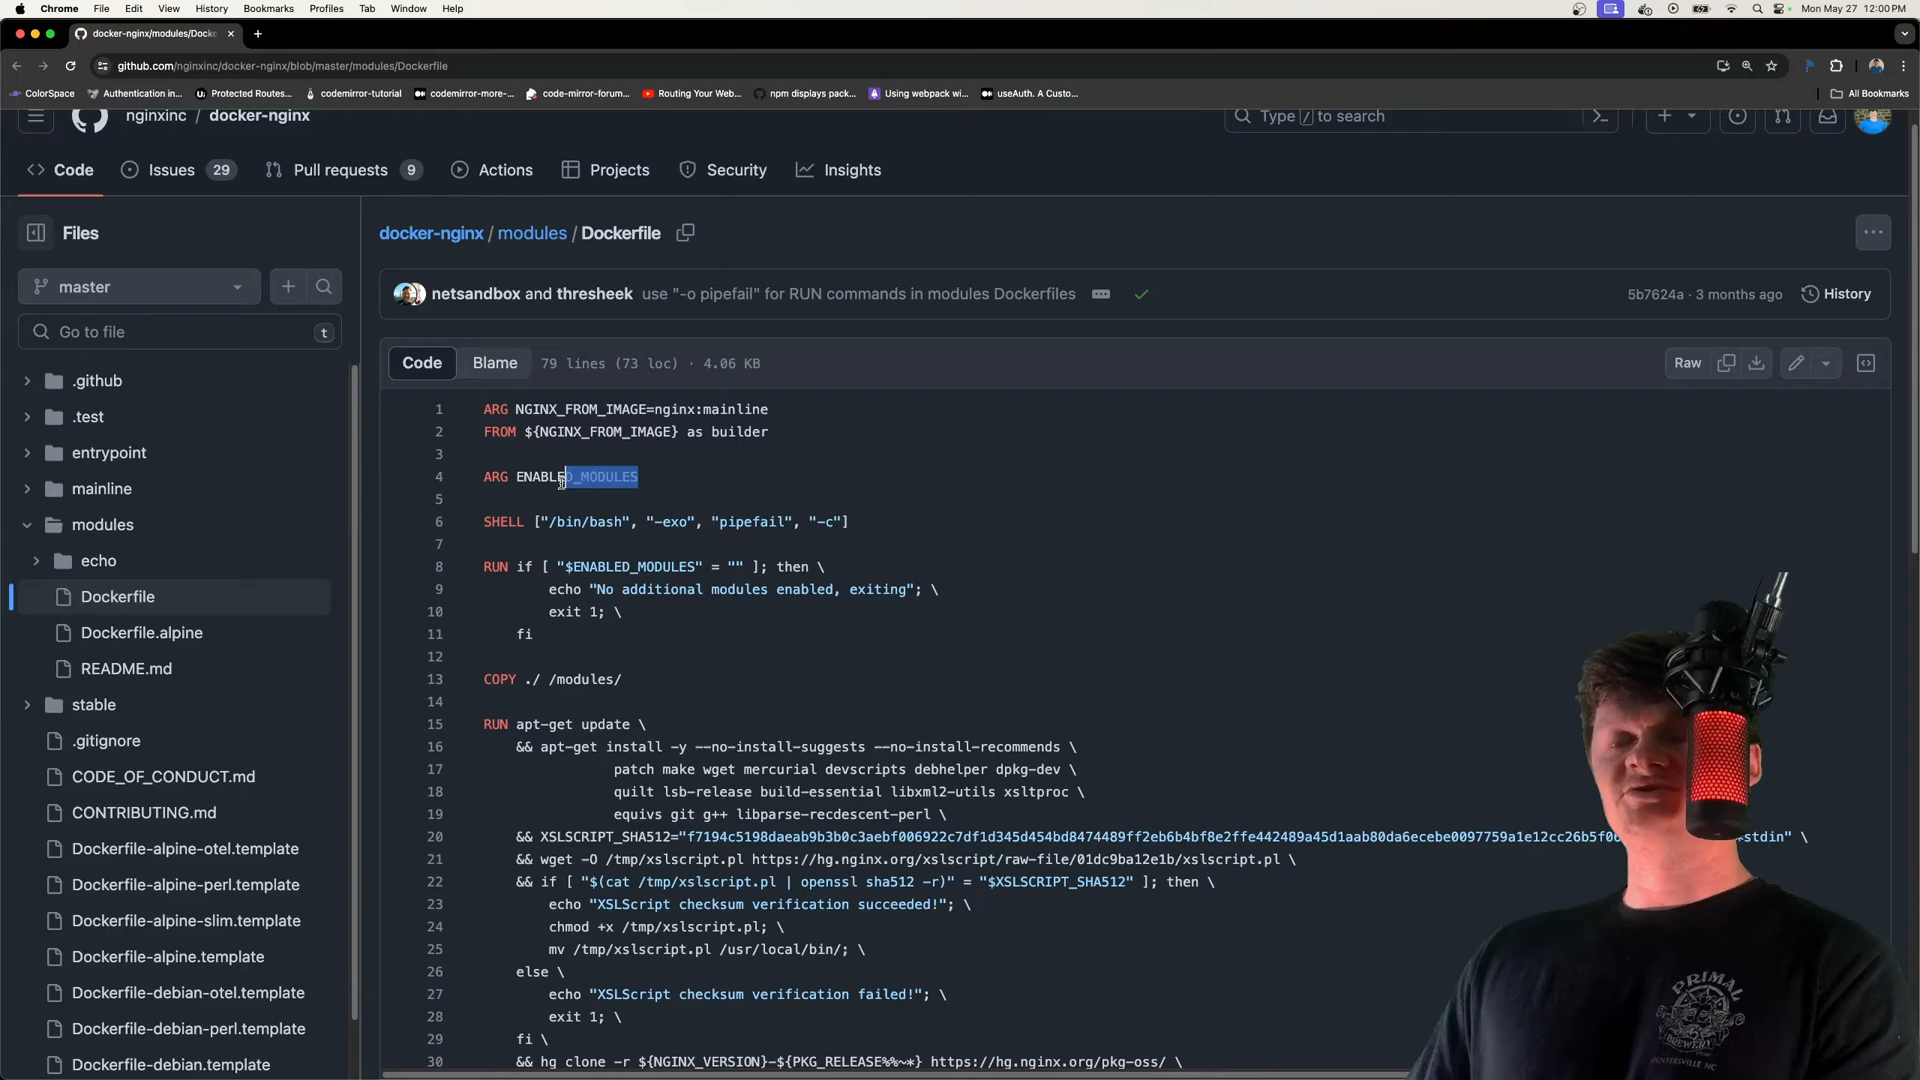 Chrome File Edit View History Bookmarks Profiles Tab Window Help Mon May 27 12:00 PM
docker-nginx/modules/Docke
github.com/nginxinc/docker-nginx/blob/master/modules/Dockerfile
ColorSpace Authentication in... Protected Routes... codemirror-tutorial codemirror-more-... code-mirror-forum... Routing Your Web... npm displays pack... Using webpack wi... useAuth. A Custo... All Bookmarks
nginxinc / docker-nginx Type / to search
Code Issues 29 Pull requests 9 Actions Projects Security Insights
Files
master
Go to file t
.github
.test
entrypoint
mainline
modules
echo
Dockerfile
Dockerfile.alpine
README.md
stable
.gitignore
CODE_OF_CONDUCT.md
CONTRIBUTING.md
Dockerfile-alpine-otel.template
Dockerfile-alpine-perl.template
Dockerfile-alpine-slim.template
Dockerfile-alpine.template
Dockerfile-debian-otel.template
Dockerfile-debian-perl.template
Dockerfile-debian.template
docker-nginx / modules / Dockerfile
netsandbox and thresheek use "-o pipefail" for RUN commands in modules Dockerfiles 5b7624a · 3 months ago History
Code Blame 79 lines (73 loc) · 4.06 KB Raw
1 ARG NGINX_FROM_IMAGE=nginx:mainline
2 FROM ${NGINX_FROM_IMAGE} as builder
3
4 ARG ENABLED_MODULES
5
6 SHELL ["/bin/bash", "-exo", "pipefail", "-c"]
7
8 RUN if [ "$ENABLED_MODULES" = "" ]; then \
9 echo "No additional modules enabled, exiting"; \
10 exit 1; \
11 fi
12
13 COPY ./ /modules/
14
15 RUN apt-get update \
16 && apt-get install -y --no-install-suggests --no-install-recommends \
17 patch make wget mercurial devscripts debhelper dpkg-dev \
18 quilt lsb-release build-essential libxml2-utils xsltproc \
19 equivs git g++ libparse-recdescent-perl \
20 && XSLSCRIPT_SHA512="f7194c5198daeab9b3b0c3aebf006922c7df1d345d454bd8474489ff2eb6b4bf8e2ffe442489a45d1aab80da6ecebe0097759a1e12cc26b5f0 stdin" \
21 && wget -O /tmp/xslscript.pl https://hg.nginx.org/xslscript/raw-file/01dc9ba12e1b/xslscript.pl \
22 && if [ "$(cat /tmp/xslscript.pl | openssl sha512 -r)" = "$XSLSCRIPT_SHA512" ]; then \
23 echo "XSLScript checksum verification succeeded!"; \
24 chmod +x /tmp/xslscript.pl; \
25 mv /tmp/xslscript.pl /usr/local/bin/; \
26 else \
27 echo "XSLScript checksum verification failed!"; \
28 exit 1; \
29 fi \
30 && hg clone -r ${NGINX_VERSION}-${PKG_RELEASE%%~*} https://hg.nginx.org/pkg-oss/ \
PRIMAL
BREWERY
HUNTERSVILLE NC